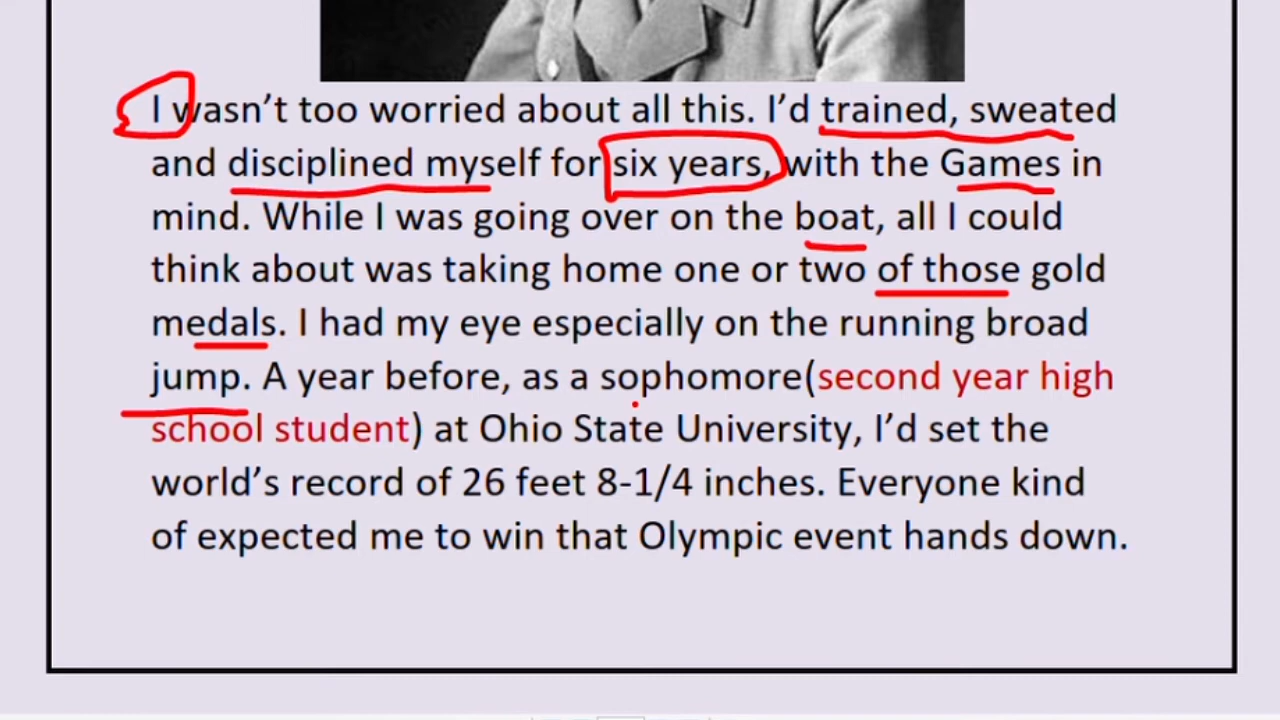 I wasn’t too worried about all this. I’d trained, sweated
and disciplined myself for six years, with the Games in
mind. While I was going over on the boat, all I could
think about was taking home one or two of those gold
medals. I had my eye especially on the running broad
jump. A year before, as a sophomore(second year high
school student) at Ohio State University, I’d set the
world’s record of 26 feet 8-1/4 inches. Everyone kind
of expected me to win that Olympic event hands down.